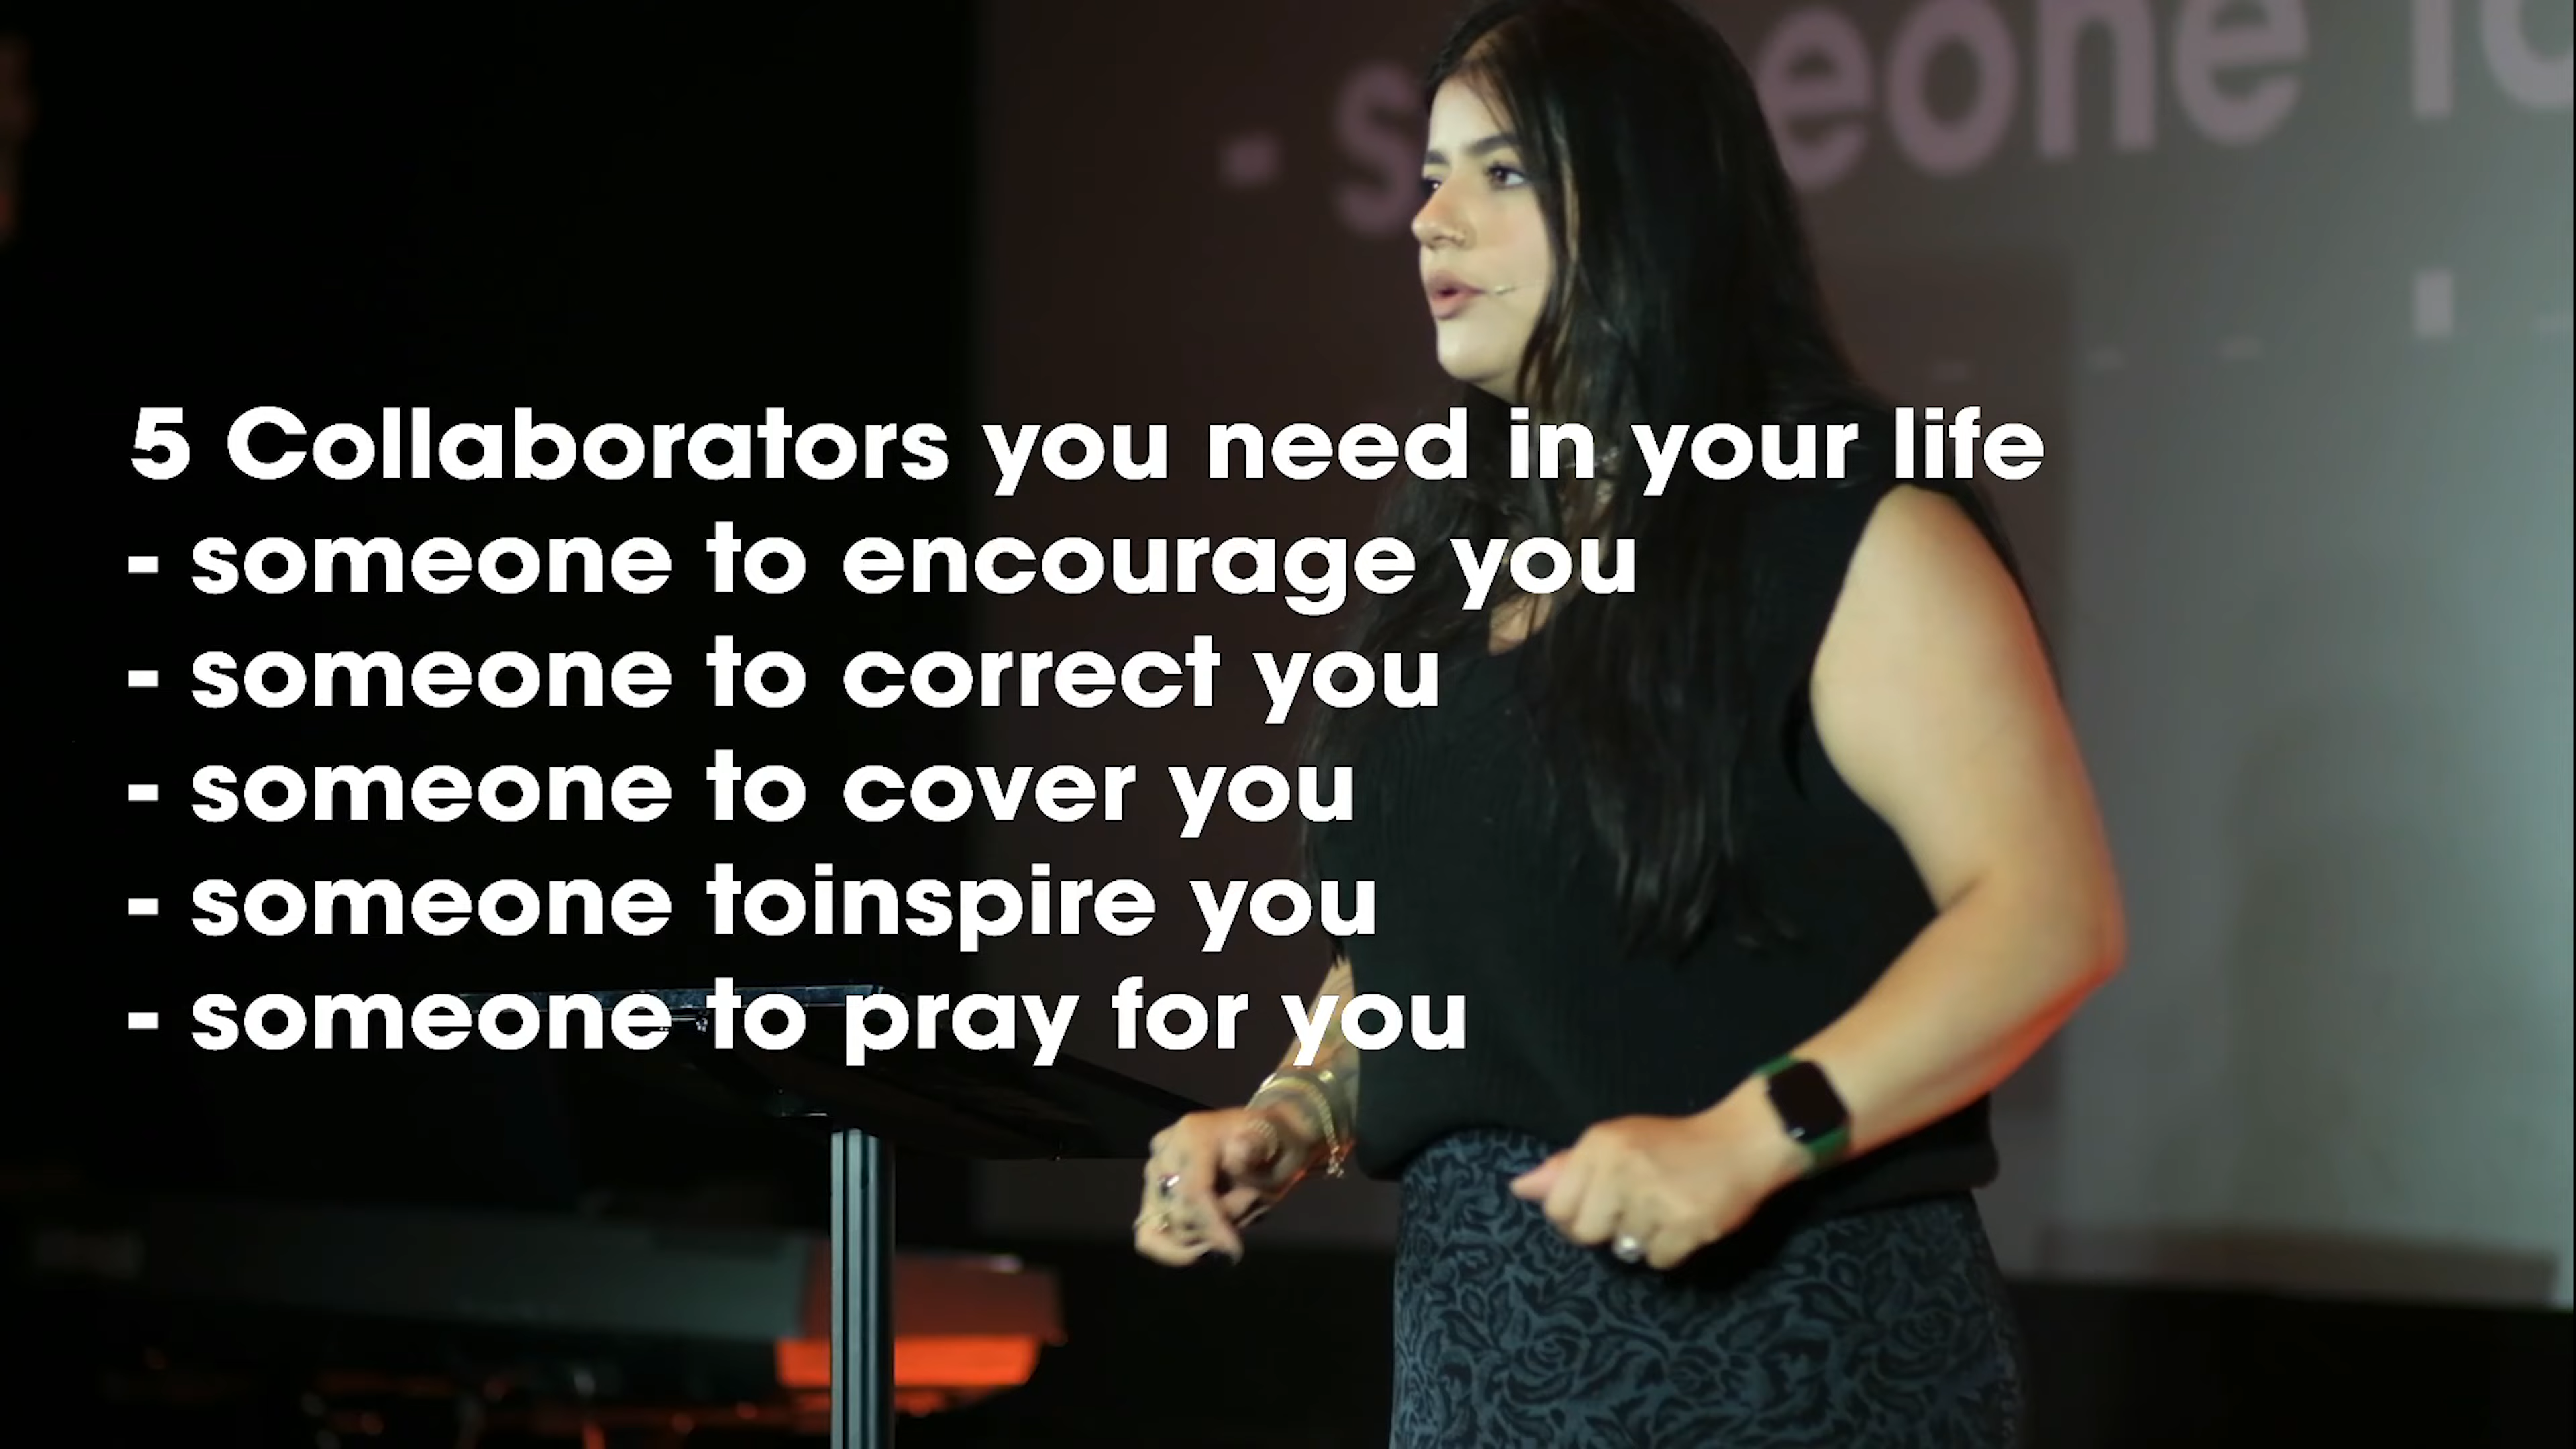 5 Collaborators you need in your life
- someone to encourage you
- someone to correct you
- someone to cover you
- someone toinspire you
- someone to pray for you